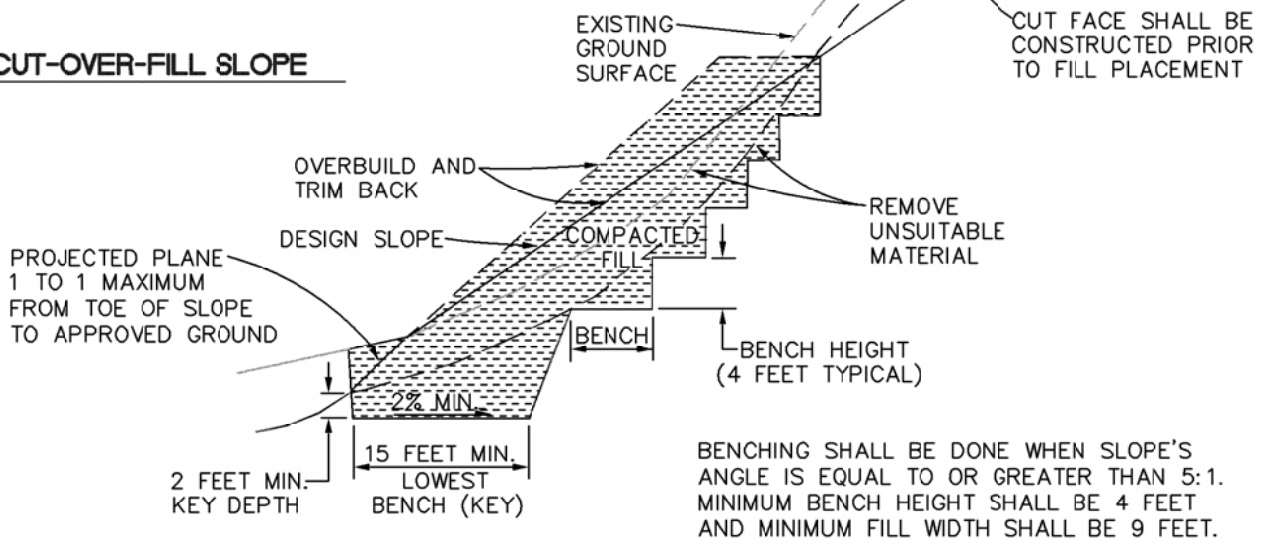 CUT-OVER-FILL SLOPE
EXISTING
GROUND
SURFACE
CUT FACE SHALL BE
CONSTRUCTED PRIOR
TO FILL PLACEMENT
OVERBUILD AND
TRIM BACK
DESIGN SLOPE
COMPACTED
FILL
REMOVE
UNSUITABLE
MATERIAL
PROJECTED PLANE
1 TO 1 MAXIMUM
FROM TOE OF SLOPE
TO APPROVED GROUND
BENCH
BENCH HEIGHT
(4 FEET TYPICAL)
2% MIN.
15 FEET MIN.
LOWEST
BENCH (KEY)
2 FEET MIN.
KEY DEPTH
BENCHING SHALL BE DONE WHEN SLOPE'S
ANGLE IS EQUAL TO OR GREATER THAN 5:1.
MINIMUM BENCH HEIGHT SHALL BE 4 FEET
AND MINIMUM FILL WIDTH SHALL BE 9 FEET.